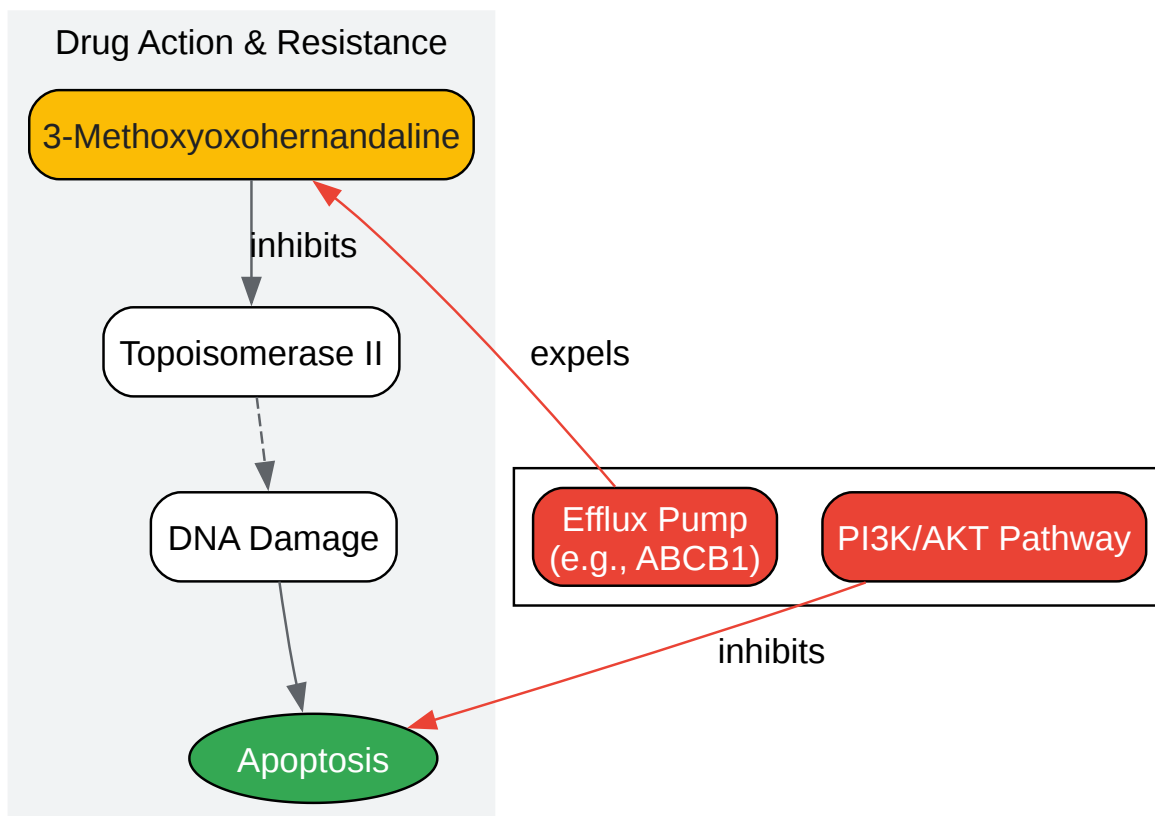 Drug Action & Resistance
3-Methoxyoxohernandaline
inhibits
Topoisomerase II
expels
DNA Damage
Efflux Pump
(e.g., ABCB1)
PI3K/AKT Pathway
inhibits
Apoptosis